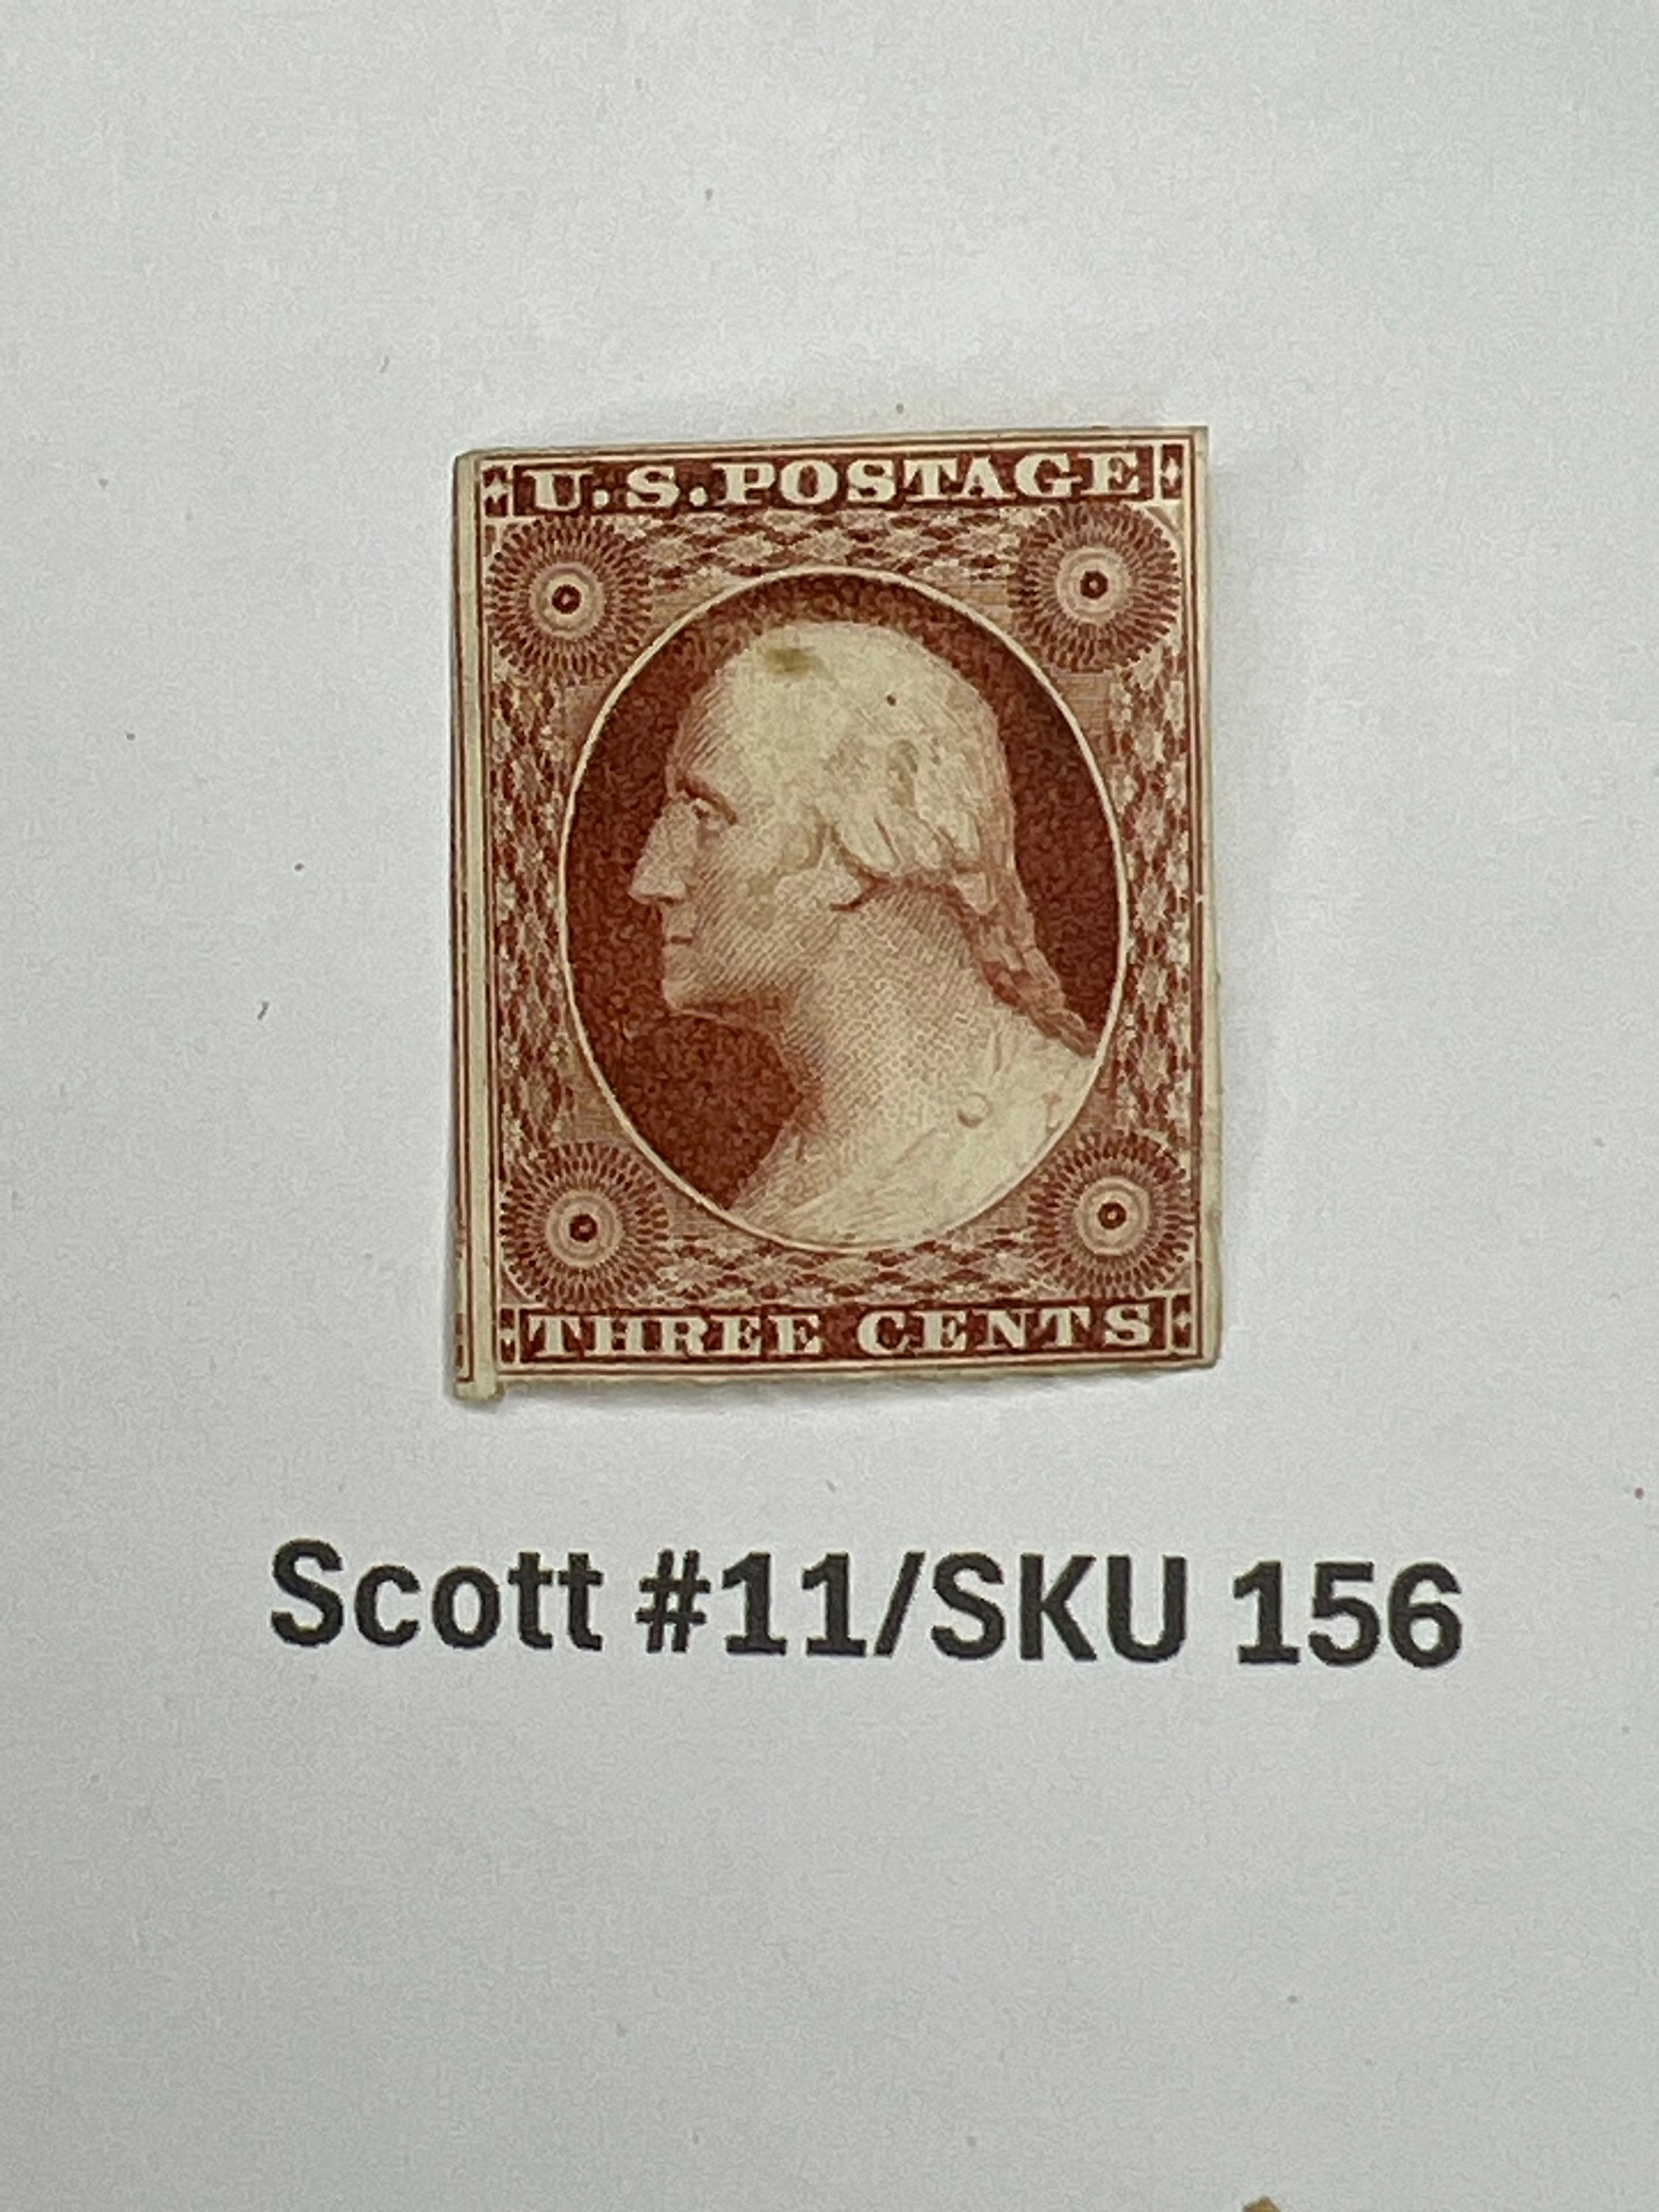 U.S. POSTAGE
THREE CENTS
Scott #11/SKU 156